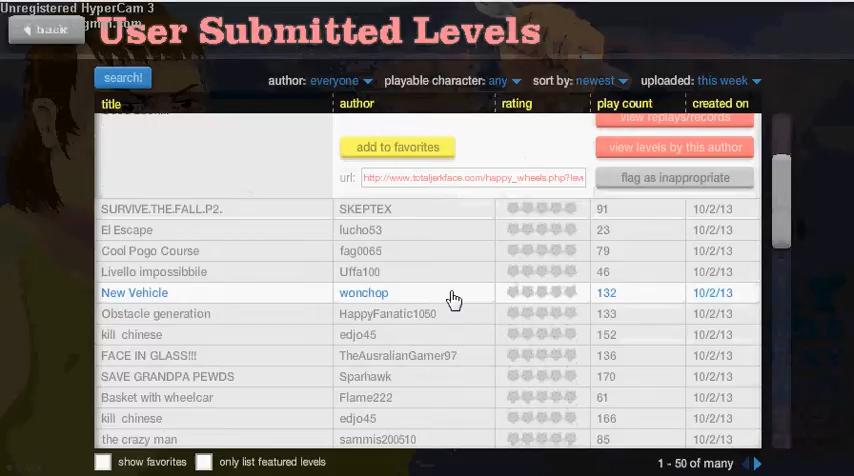 Unregistered HyperCam 3
back
User Submitted Levels
search!
author: everyone playable character: any sort by: newest uploaded: this week
title author rating play count created on
view replays/records
add to favorites view levels by this author
url: http://www.totaljerkface.com/happy_wheels.php?leve flag as inappropriate
SURVIVE.THE.FALL.P2. SKEPTEX 91 10/2/13
El Escape lucho53 23 10/2/13
Cool Pogo Course fag0065 79 10/2/13
Livello impossibbile Uffa100 46 10/2/13
New Vehicle wonchop 132 10/2/13
Obstacle generation HappyFanatic1050 133 10/2/13
kill chinese edjo45 152 10/2/13
FACE IN GLASS!!! TheAusralianGamer97 136 10/2/13
SAVE GRANDPA PEWDS Sparhawk 170 10/2/13
Basket with wheelcar Flame222 61 10/2/13
kill chinese edjo45 166 10/2/13
the crazy man sammis200510 85 10/2/13
show favorites only list featured levels 1 - 50 of many